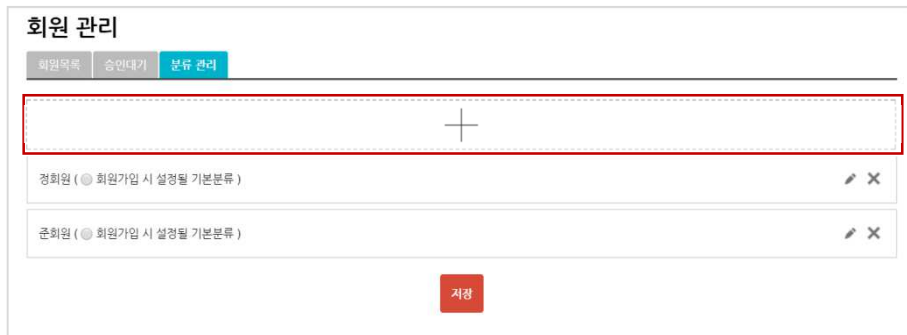 회원 관리
회원목록 승인대기 분류 관리
정회원 ( 회원가입 시 설정될 기본분류 )
준회원 ( 회원가입 시 설정될 기본분류 )
저장